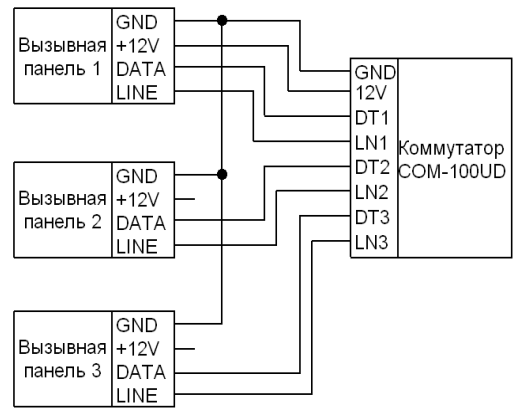 Вызывная
панель 1
GND
+12V
DATA
LINE
Вызывная
панель 2
GND
+12V
DATA
LINE
Вызывная
панель 3
GND
+12V
DATA
LINE
GND
12V
DT1
LN1
DT2
LN2
DT3
LN3
Коммутатор
COM-100UD